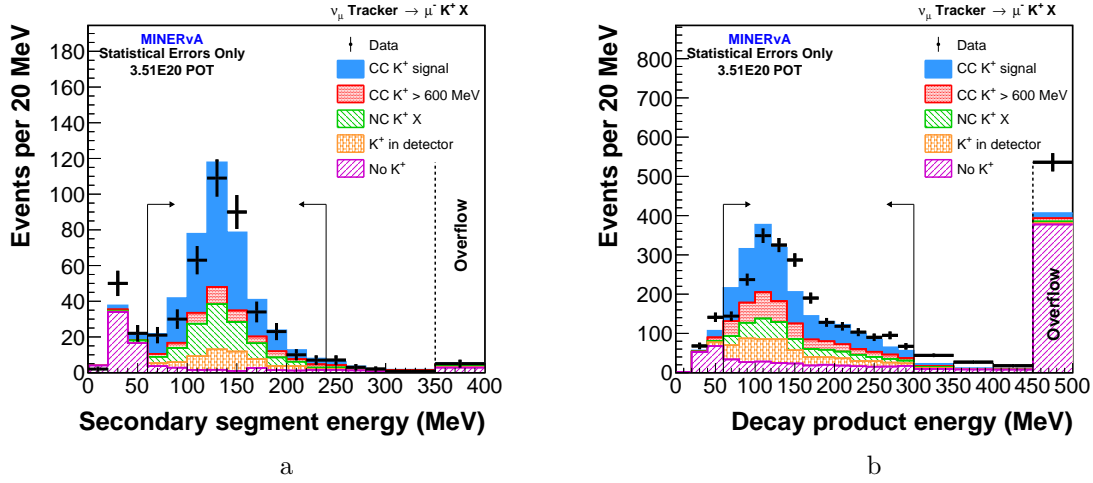 ν_μ Tracker → μ⁻ K⁺ X
MINERνA
Statistical Errors Only
3.51E20 POT
Data
CC K⁺ signal
CC K⁺ > 600 MeV
NC K⁺ X
K⁺ in detector
No K⁺
Overflow
Events per 20 MeV
0
20
40
60
80
100
120
140
160
180
0 50 100 150 200 250 300 350 400
Secondary segment energy (MeV)
a
ν_μ Tracker → μ⁻ K⁺ X
MINERνA
Statistical Errors Only
3.51E20 POT
Data
CC K⁺ signal
CC K⁺ > 600 MeV
NC K⁺ X
K⁺ in detector
No K⁺
Overflow
Events per 20 MeV
0
100
200
300
400
500
600
700
800
0 50 100 150 200 250 300 350 400 450 500
Decay product energy (MeV)
b